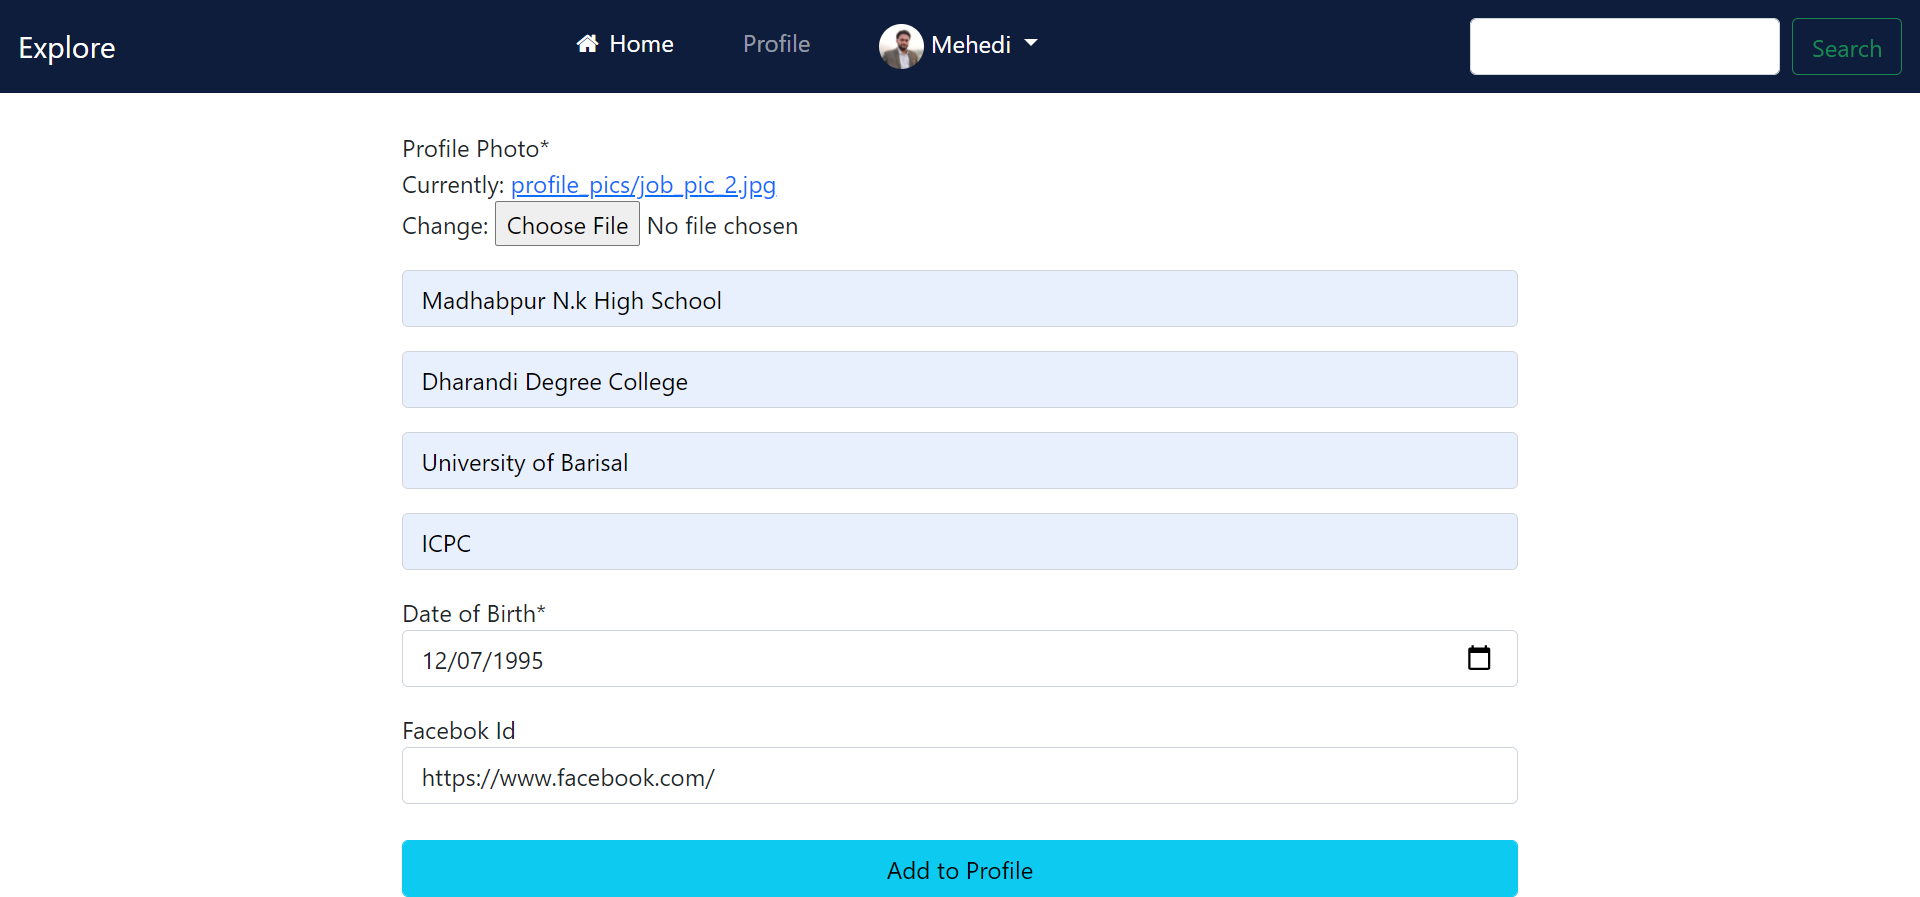 Explore
Home
Profile
Mehedi
Search
Profile Photo*
Currently: profile_pics/job_pic_2.jpg
Change: Choose File No file chosen
Madhabpur N.k High School
Dharandi Degree College
University of Barisal
ICPC
Date of Birth*
12/07/1995
Facebok Id
https://www.facebook.com/
Add to Profile